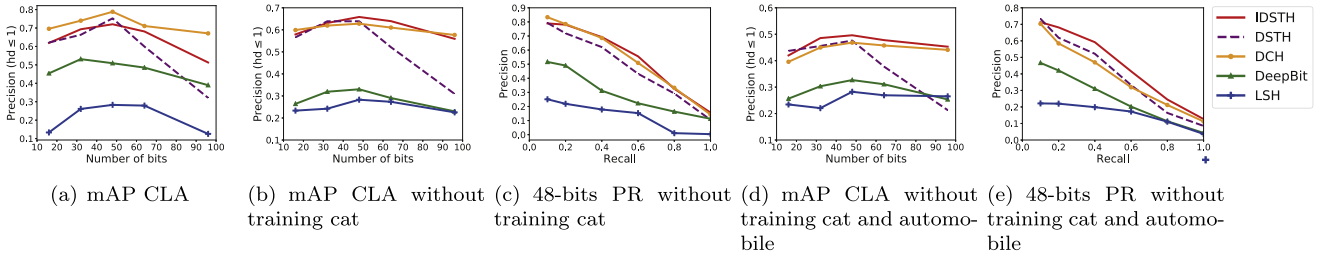 Precision (hd ≤ 1)
0.8
0.7
0.6
0.5
0.4
0.3
0.2
0.1
10 20 30 40 50 60 70 80 90 100
Number of bits
(a) mAP CLA
Precision (hd ≤ 1)
0.7
0.6
0.5
0.4
0.3
0.2
0.1
10 20 30 40 50 60 70 80 90 100
Number of bits
(b) mAP CLA without
training cat
Precision
0.9
0.8
0.7
0.6
0.5
0.4
0.3
0.2
0.1
0.0
0.0 0.2 0.4 0.6 0.8 1.0
Recall
(c) 48-bits PR without
training cat
Precision (hd ≤ 1)
0.6
0.5
0.4
0.3
0.2
0.1
10 20 30 40 50 60 70 80 90 100
Number of bits
(d) mAP CLA without
training cat and automo-
bile
Precision
0.8
0.7
0.6
0.5
0.4
0.3
0.2
0.1
0.0
0.0 0.2 0.4 0.6 0.8 1.0
Recall
(e) 48-bits PR without
training cat and automo-
bile
IDSTH
DSTH
DCH
DeepBit
LSH